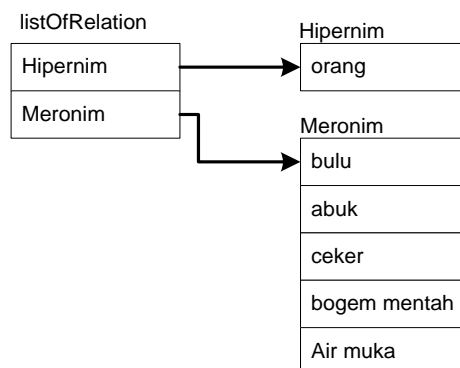 listOfRelation
Hipernim
Meronim
Hipernim
orang
Meronim
bulu
abuk
ceker
bogem mentah
Air muka